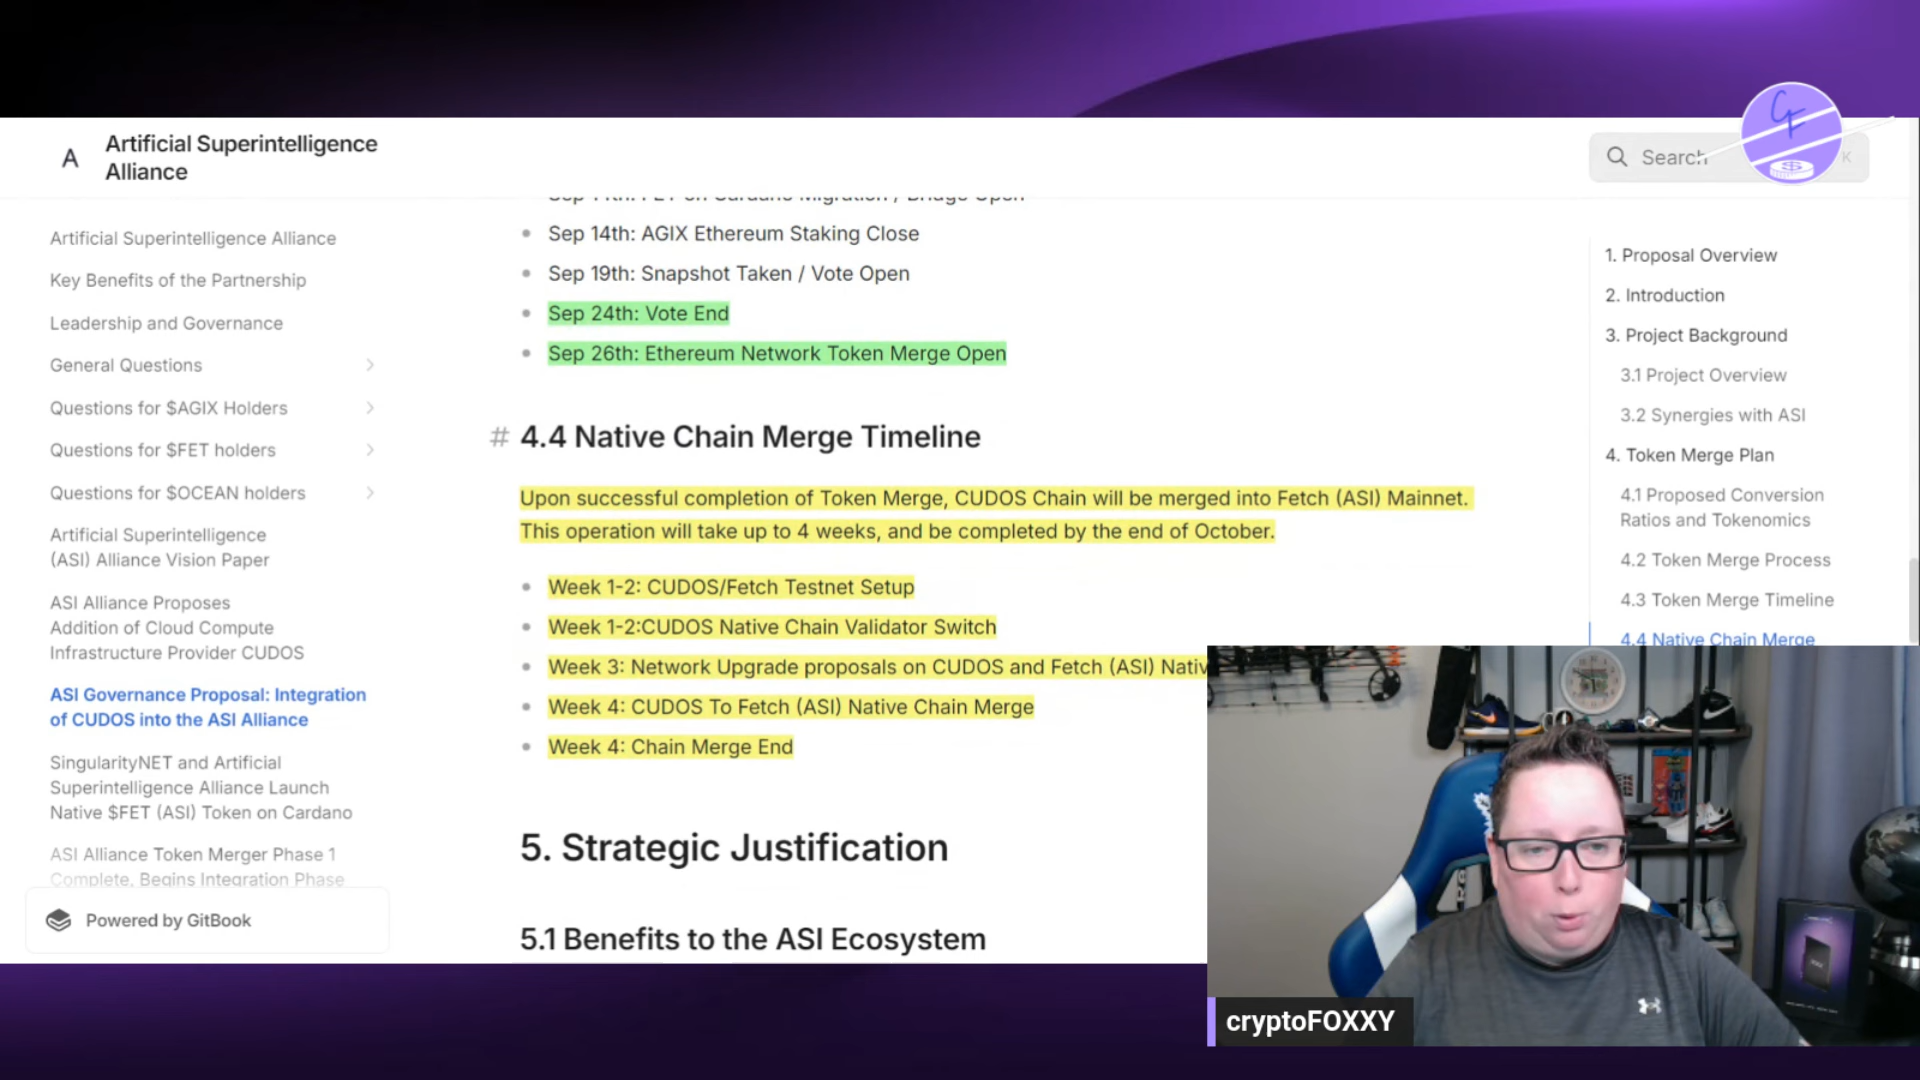 A
Artificial Superintelligence
Alliance
Search
K
Artificial Superintelligence Alliance
Key Benefits of the Partnership
Leadership and Governance
General Questions
Questions for $AGIX Holders
Questions for $FET holders
Questions for $OCEAN holders
Artificial Superintelligence
(ASI) Alliance Vision Paper
ASI Alliance Proposes
Addition of Cloud Compute
Infrastructure Provider CUDOS
ASI Governance Proposal: Integration
of CUDOS into the ASI Alliance
SingularityNET and Artificial
Superintelligence Alliance Launch
Native $FET (ASI) Token on Cardano
ASI Alliance Token Merger Phase 1
Complete, Begins Integration Phase
Powered by GitBook
Sep 14th: AGIX Ethereum Staking Close
Sep 19th: Snapshot Taken / Vote Open
Sep 24th: Vote End
Sep 26th: Ethereum Network Token Merge Open
# 4.4 Native Chain Merge Timeline
Upon successful completion of Token Merge, CUDOS Chain will be merged into Fetch (ASI) Mainnet.
This operation will take up to 4 weeks, and be completed by the end of October.
Week 1-2: CUDOS/Fetch Testnet Setup
Week 1-2:CUDOS Native Chain Validator Switch
Week 3: Network Upgrade proposals on CUDOS and Fetch (ASI) Nativ
Week 4: CUDOS To Fetch (ASI) Native Chain Merge
Week 4: Chain Merge End
5. Strategic Justification
5.1 Benefits to the ASI Ecosystem
1. Proposal Overview
2. Introduction
3. Project Background
3.1 Project Overview
3.2 Synergies with ASI
4. Token Merge Plan
4.1 Proposed Conversion
Ratios and Tokenomics
4.2 Token Merge Process
4.3 Token Merge Timeline
4.4 Native Chain Merge
cryptoFOXXY